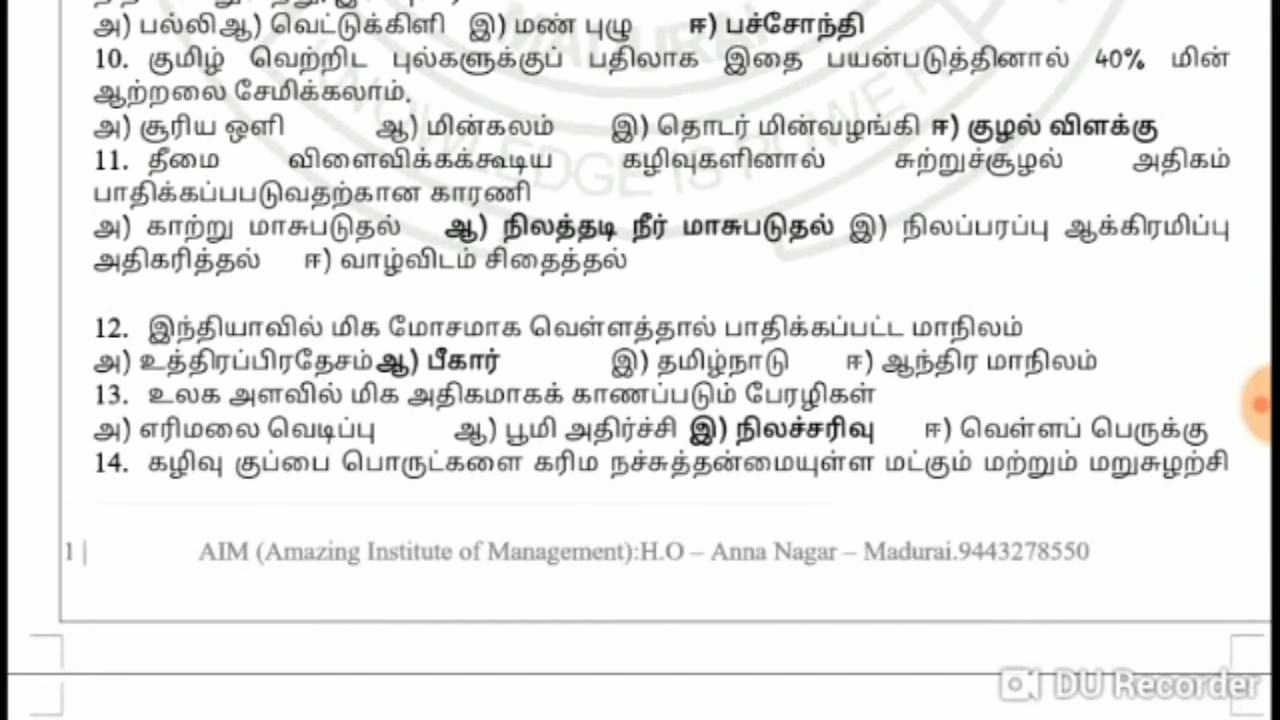 அ) பல்லிஆ) வெட்டுக்கிளி இ) மண் புழு ஈ) பச்சோந்தி
10. குமிழ் வெற்றிட புல்களுக்குப் பதிலாக இதை பயன்படுத்தினால் 40% மின்
ஆற்றலை சேமிக்கலாம்.
அ) சூரிய ஒளி ஆ) மின்கலம் இ) தொடர் மின்வழங்கி ஈ) குழல் விளக்கு
11. தீமை விளைவிக்கக்கூடிய கழிவுகளினால் சுற்றுச்சூழல் அதிகம்
பாதிக்கப்பபடுவதற்கான காரணி
அ) காற்று மாசுபடுதல் ஆ) நிலத்தடி நீர் மாசுபடுதல் இ) நிலப்பரப்பு ஆக்கிரமிப்பு
அதிகரித்தல் ஈ) வாழ்விடம் சிதைத்தல்
12. இந்தியாவில் மிக மோசமாக வெள்ளத்தால் பாதிக்கப்பட்ட மாநிலம்
அ) உத்திரப்பிரதேசம்ஆ) பீகார் இ) தமிழ்நாடு ஈ) ஆந்திர மாநிலம்
13. உலக அளவில் மிக அதிகமாகக் காணப்படும் பேரழிகள்
அ) எரிமலை வெடிப்பு ஆ) பூமி அதிர்ச்சி இ) நிலச்சரிவு ஈ) வெள்ளப் பெருக்கு
14. கழிவு குப்பை பொருட்களை கரிம நச்சுத்தன்மையுள்ள மட்கும் மற்றும் மறுசுழற்சி
1 | AIM (Amazing Institute of Management):H.O – Anna Nagar – Madurai.9443278550
DU Recorder